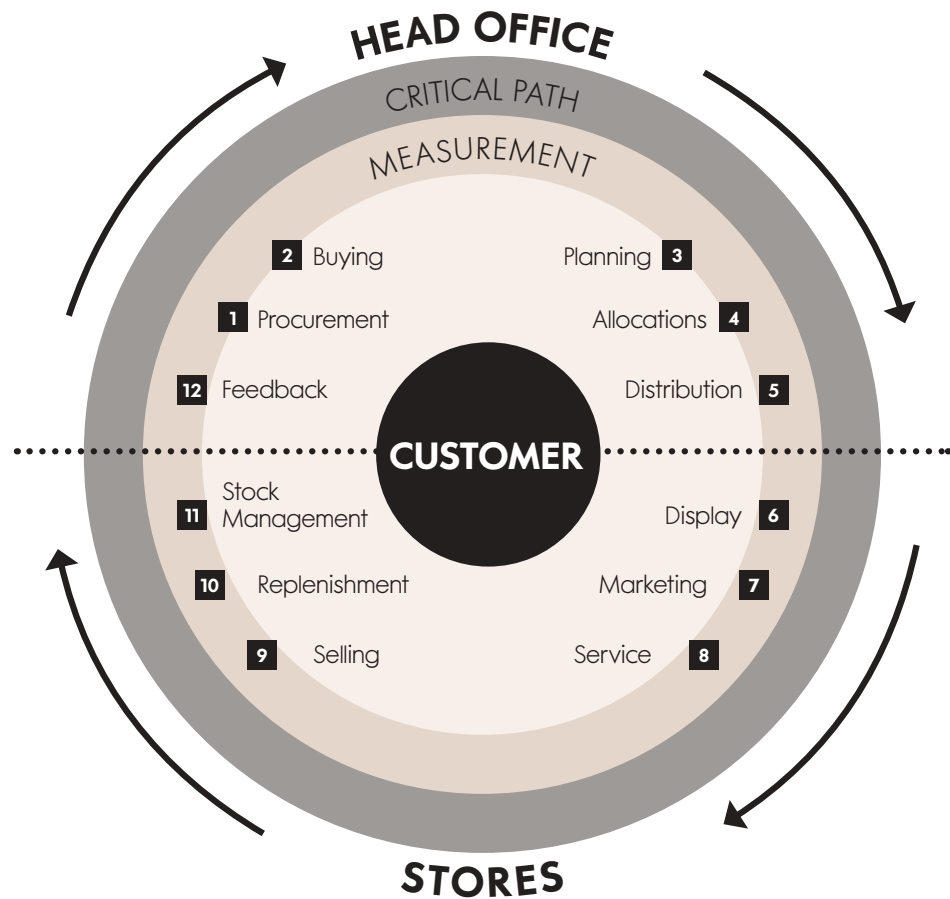 HEAD OFFICE
CRITICAL PATH
MEASUREMENT
2 Buying
Planning 3
1 Procurement
Allocations 4
12 Feedback
Distribution 5
CUSTOMER
11 Stock
Management
Display 6
10 Replenishment
Marketing 7
9 Selling
Service 8
STORES